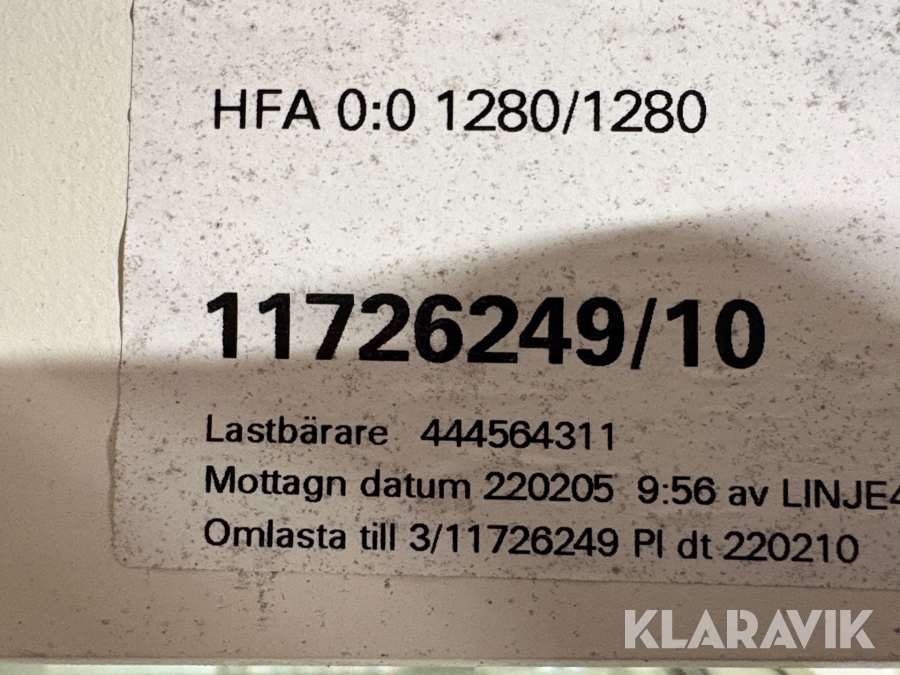 HFA 0:0 1280/1280
11726249/10
Lastbärare 444564311
Mottagn datum 220205 9:56 av LINJE4
Omlasta till 3/11726249 Pl dt 220210
KLARAVIK